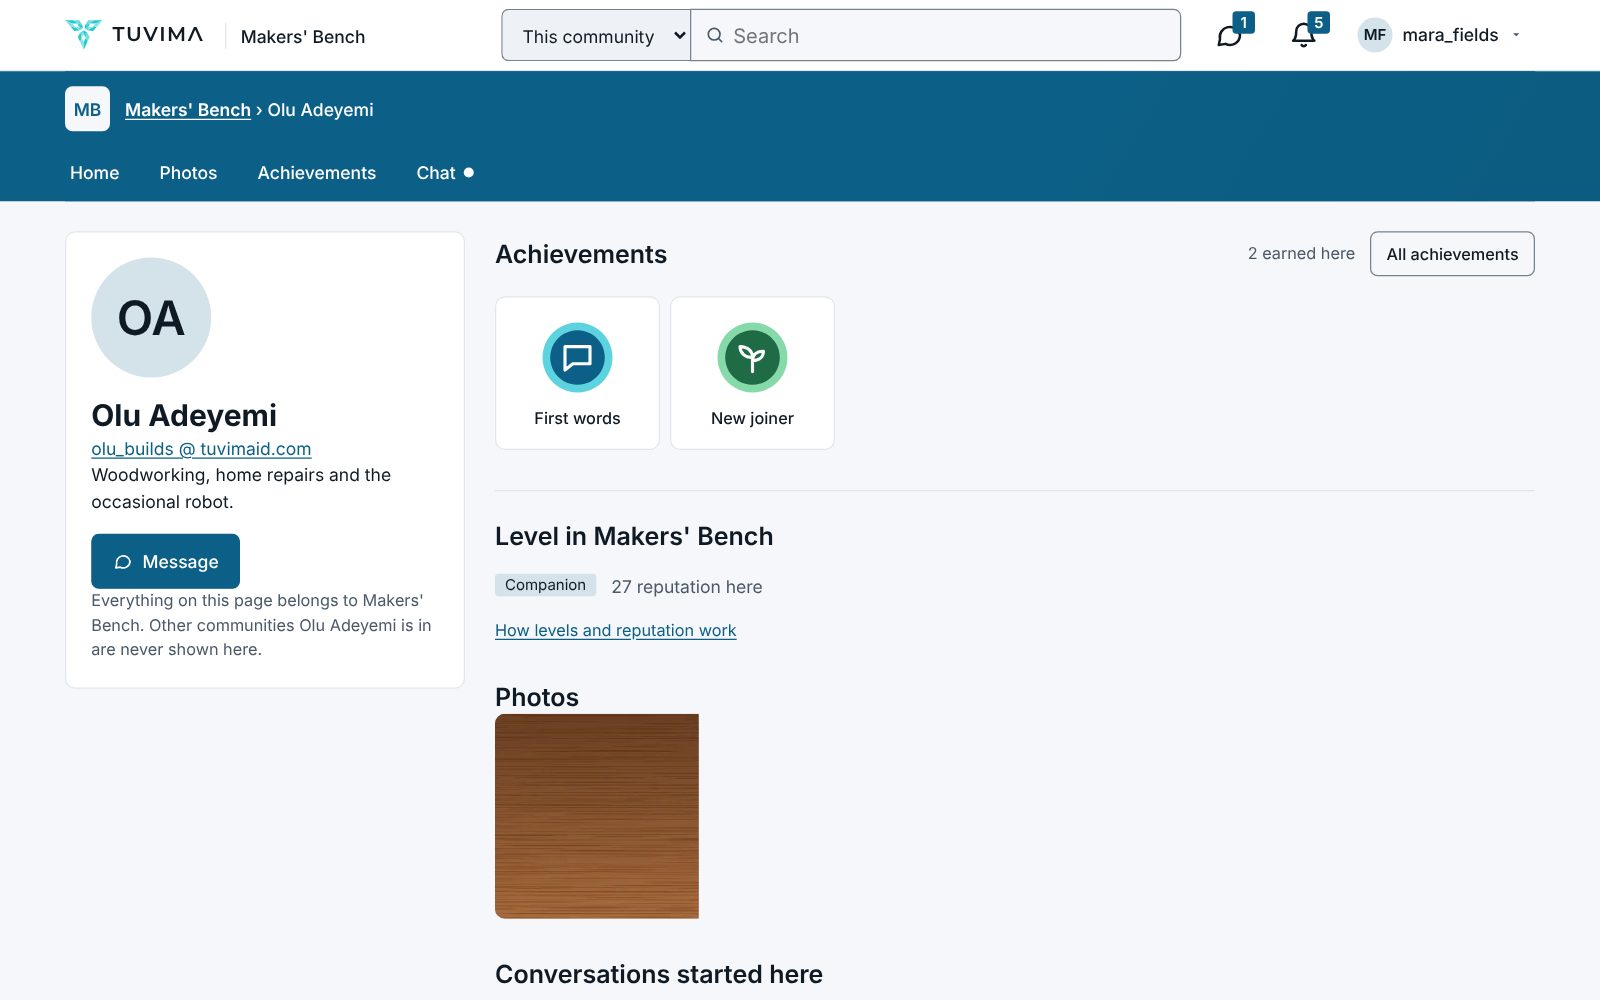 TUVIMA
Makers' Bench
This community
Search
1
5
MF
mara_fields
MB
Makers' Bench › Olu Adeyemi
Home
Photos
Achievements
Chat
OA
Olu Adeyemi
olu_builds @ tuvimaid.com
Woodworking, home repairs and the
occasional robot.
Message
Everything on this page belongs to Makers'
Bench. Other communities Olu Adeyemi is in
are never shown here.
Achievements
2 earned here
All achievements
First words
New joiner
Level in Makers' Bench
Companion
27 reputation here
How levels and reputation work
Photos
Conversations started here